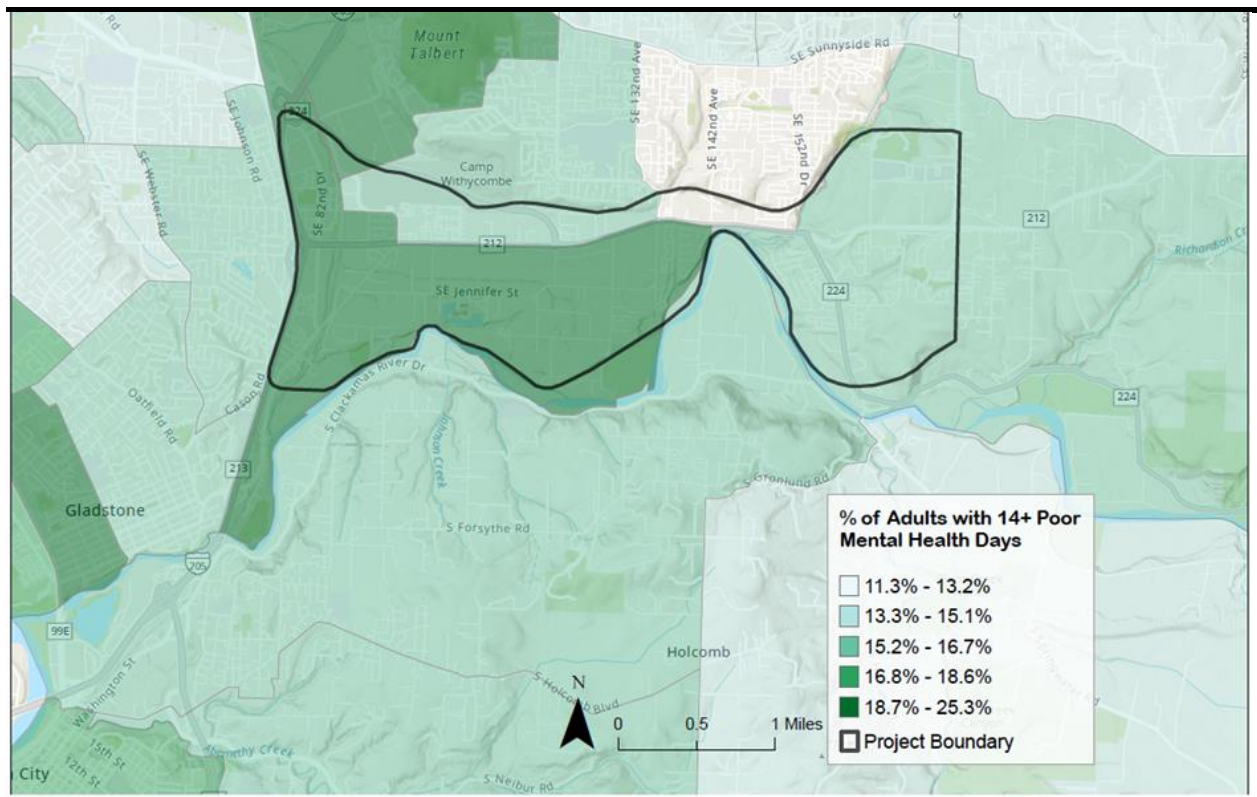 Mount
Talbert
SE Sunnyside Rd
SE 132nd Ave
SE 142nd Ave
SE 152nd Dr
224
SE Johnson Rd
SE Webster Rd
SE 82nd Dr
Camp
Withycombe
212
212
Richardson
SE Jennifer St
224
S Clackamas River Dr
Cason Rd
Oatfield Rd
224
213
Johnson Creek
Gladstone
S Gronlund Rd
S Forsythe Rd
205
99E
Holcomb
Washington St
S Holcomb Blvd
Abernethy Creek
15th St
12th St
City
S Neibur Rd
N
0 0.5 1 Miles
% of Adults with 14+ Poor
Mental Health Days
11.3% - 13.2%
13.3% - 15.1%
15.2% - 16.7%
16.8% - 18.6%
18.7% - 25.3%
Project Boundary